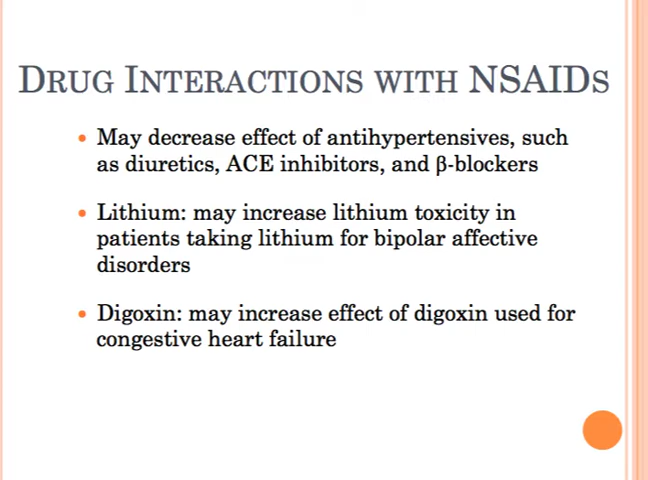 Drug Interactions with NSAIDs
• May decrease effect of antihypertensives, such
as diuretics, ACE inhibitors, and β-blockers
• Lithium: may increase lithium toxicity in
patients taking lithium for bipolar affective
disorders
• Digoxin: may increase effect of digoxin used for
congestive heart failure